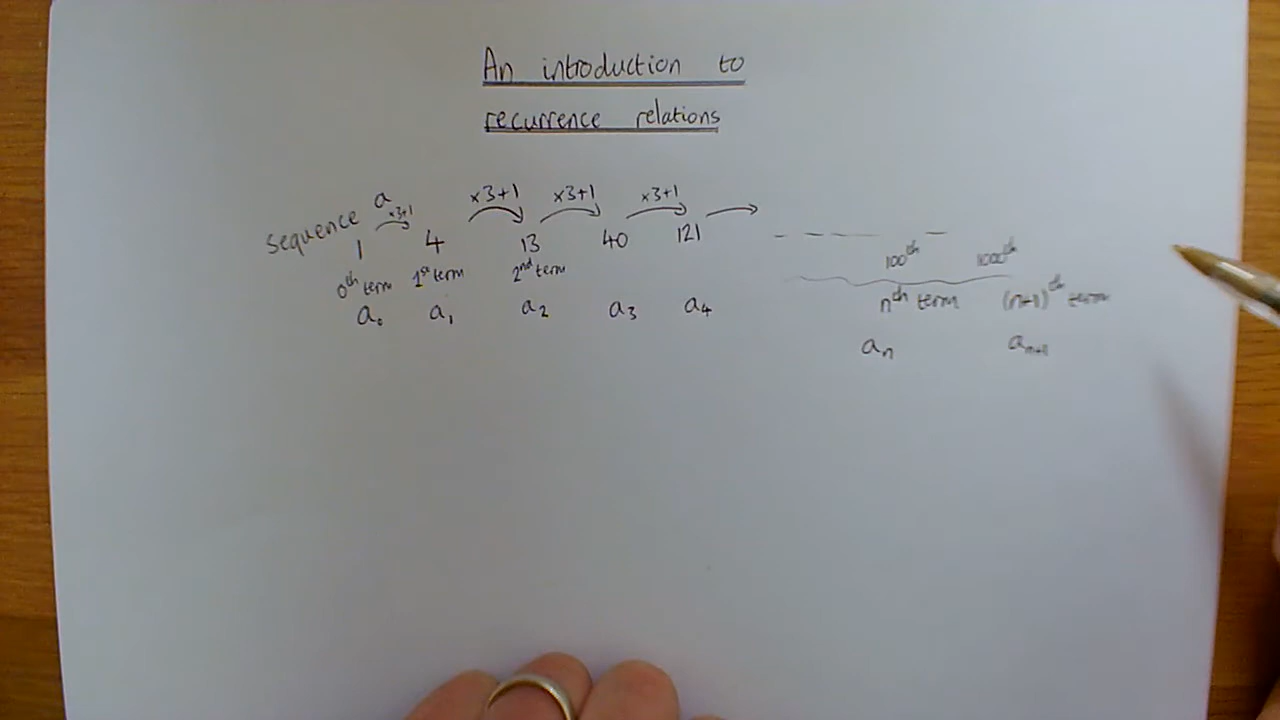 An introduction to
recurrence relations
sequence a
×3+1 ×3+1 ×3+1 ×3+1
1 4 13 40 121
100th 1000th
0th term 1st term 2nd term nth term (n+1)th term
a0 a1 a2 a3 a4 an an+1